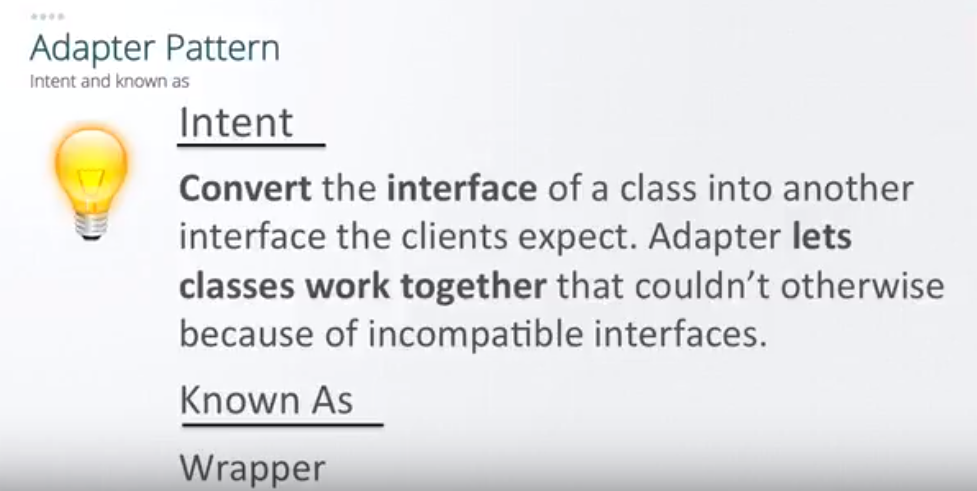 Adapter Pattern
Intent and known as
Intent
Convert the interface of a class into another
interface the clients expect. Adapter lets
classes work together that couldn’t otherwise
because of incompatible interfaces.
Known As
Wrapper